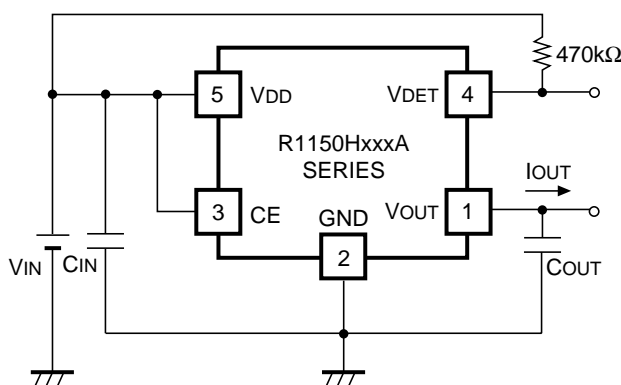 470kΩ
5 VDD
VDET 4
R1150HxxxA
SERIES
IOUT
3 CE
VOUT 1
GND
2
VIN
CIN
COUT